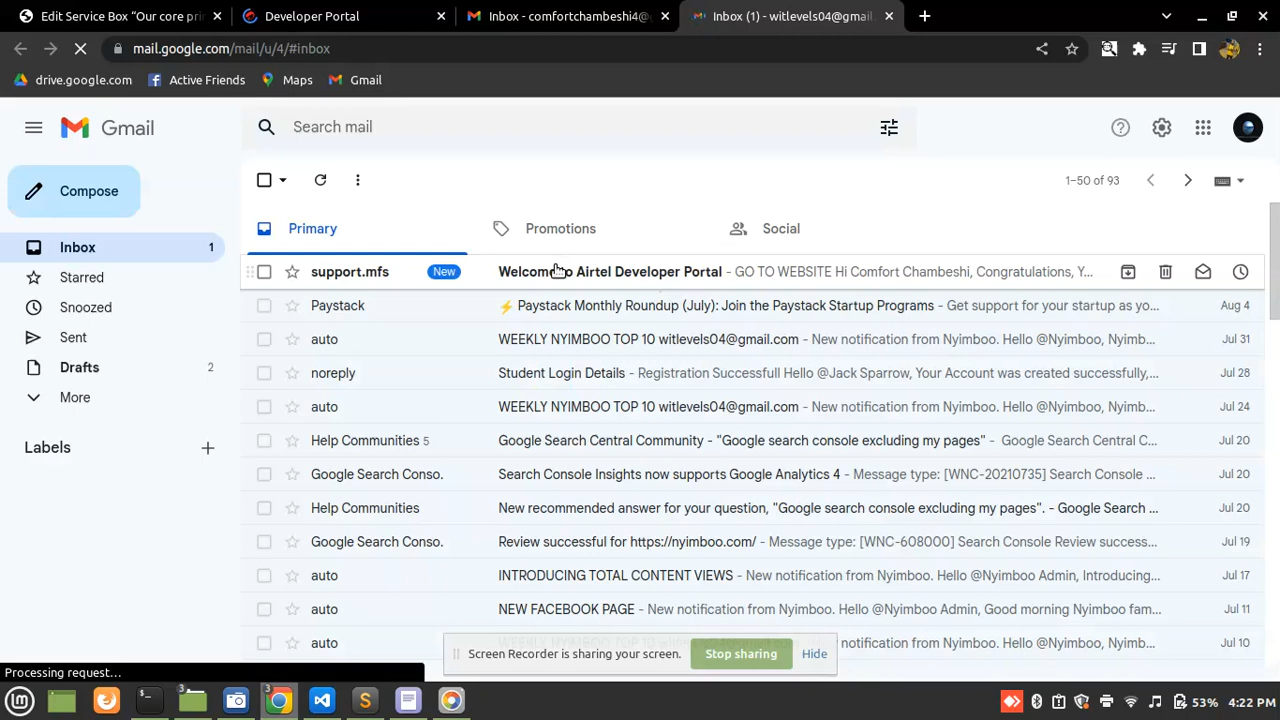 Edit Service Box "Our core pri
Developer Portal
Inbox - comfortchambeshi4@
Inbox (1) - witlevels04@gmail
mail.google.com/mail/u/4/#inbox
drive.google.com Active Friends Maps Gmail
Gmail
Search mail
Compose
1–50 of 93
Inbox 1
Starred
Snoozed
Sent
Drafts 2
More
Labels
Primary
Promotions
Social
support.mfs New Welcome to Airtel Developer Portal - GO TO WEBSITE Hi Comfort Chambeshi, Congratulations, Y...
Paystack ⚡ Paystack Monthly Roundup (July): Join the Paystack Startup Programs - Get support for your startup as yo... Aug 4
auto WEEKLY NYIMBOO TOP 10 witlevels04@gmail.com - New notification from Nyimboo. Hello @Nyimboo, Nyimb... Jul 31
noreply Student Login Details - Registration Successfull Hello @Jack Sparrow, Your Account was created successfully,... Jul 28
auto WEEKLY NYIMBOO TOP 10 witlevels04@gmail.com - New notification from Nyimboo. Hello @Nyimboo, Nyimb... Jul 24
Help Communities 5 Google Search Central Community - "Google search console excluding my pages" - Google Search Central C... Jul 20
Google Search Conso. Search Console Insights now supports Google Analytics 4 - Message type: [WNC-20210735] Search Console ... Jul 20
Help Communities New recommended answer for your question, "Google search console excluding my pages". - Google Search ... Jul 20
Google Search Conso. Review successful for https://nyimboo.com/ - Message type: [WNC-608000] Search Console Review success... Jul 19
auto INTRODUCING TOTAL CONTENT VIEWS - New notification from Nyimboo. Hello @Nyimboo Admin, Introducing... Jul 17
auto NEW FACEBOOK PAGE - New notification from Nyimboo. Hello @Nyimboo Admin, Good morning Nyimboo fam... Jul 11
auto notification from Nyimboo. Hello @Nyimboo, Nyimb... Jul 10
Screen Recorder is sharing your screen. Stop sharing Hide
Processing request...
3
3
53% 4:22 PM